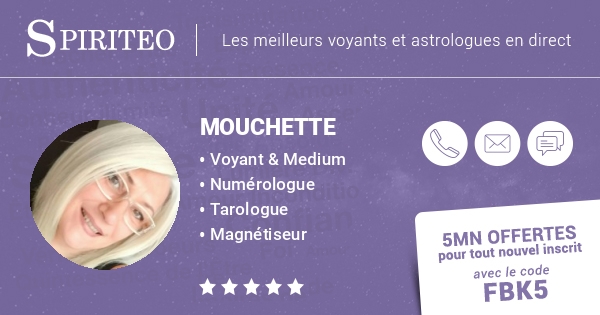 SPIRITEO
Les meilleurs voyants et astrologues en direct
MOUCHETTE
• Voyant & Medium
• Numérologue
• Tarologue
• Magnétiseur
5MN OFFERTES
pour tout nouvel inscrit
avec le code
FBK5